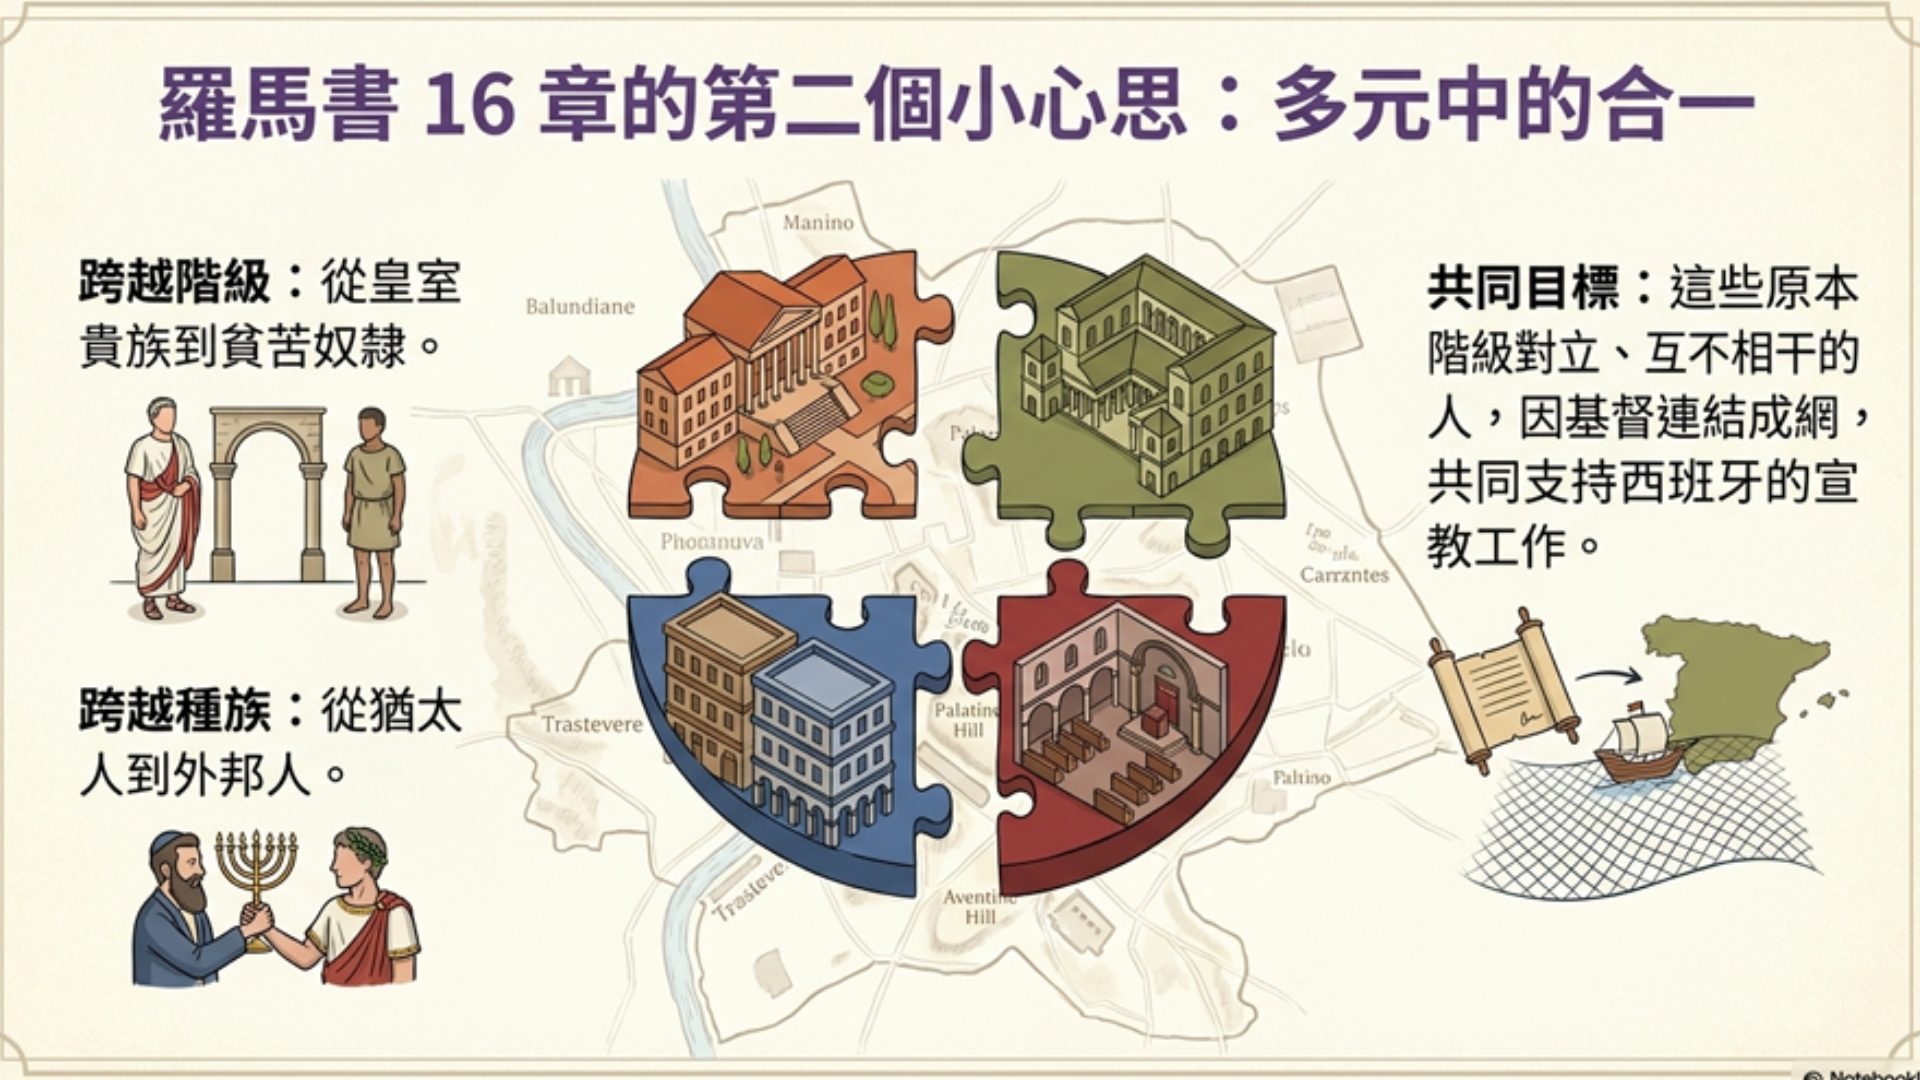 羅馬書 16 章的第二個小心思：多元中的合一
跨越階級：從皇室
貴族到貧苦奴隸。
跨越種族：從猶太
人到外邦人。
Manino
Balundiane
Phocanuva
Trastevere
Palatine
Hill
Aventine
Hill
Carrxntes
Paltino
共同目標：這些原本
階級對立、互不相干的
人，因基督連結成網，
共同支持西班牙的宣
教工作。